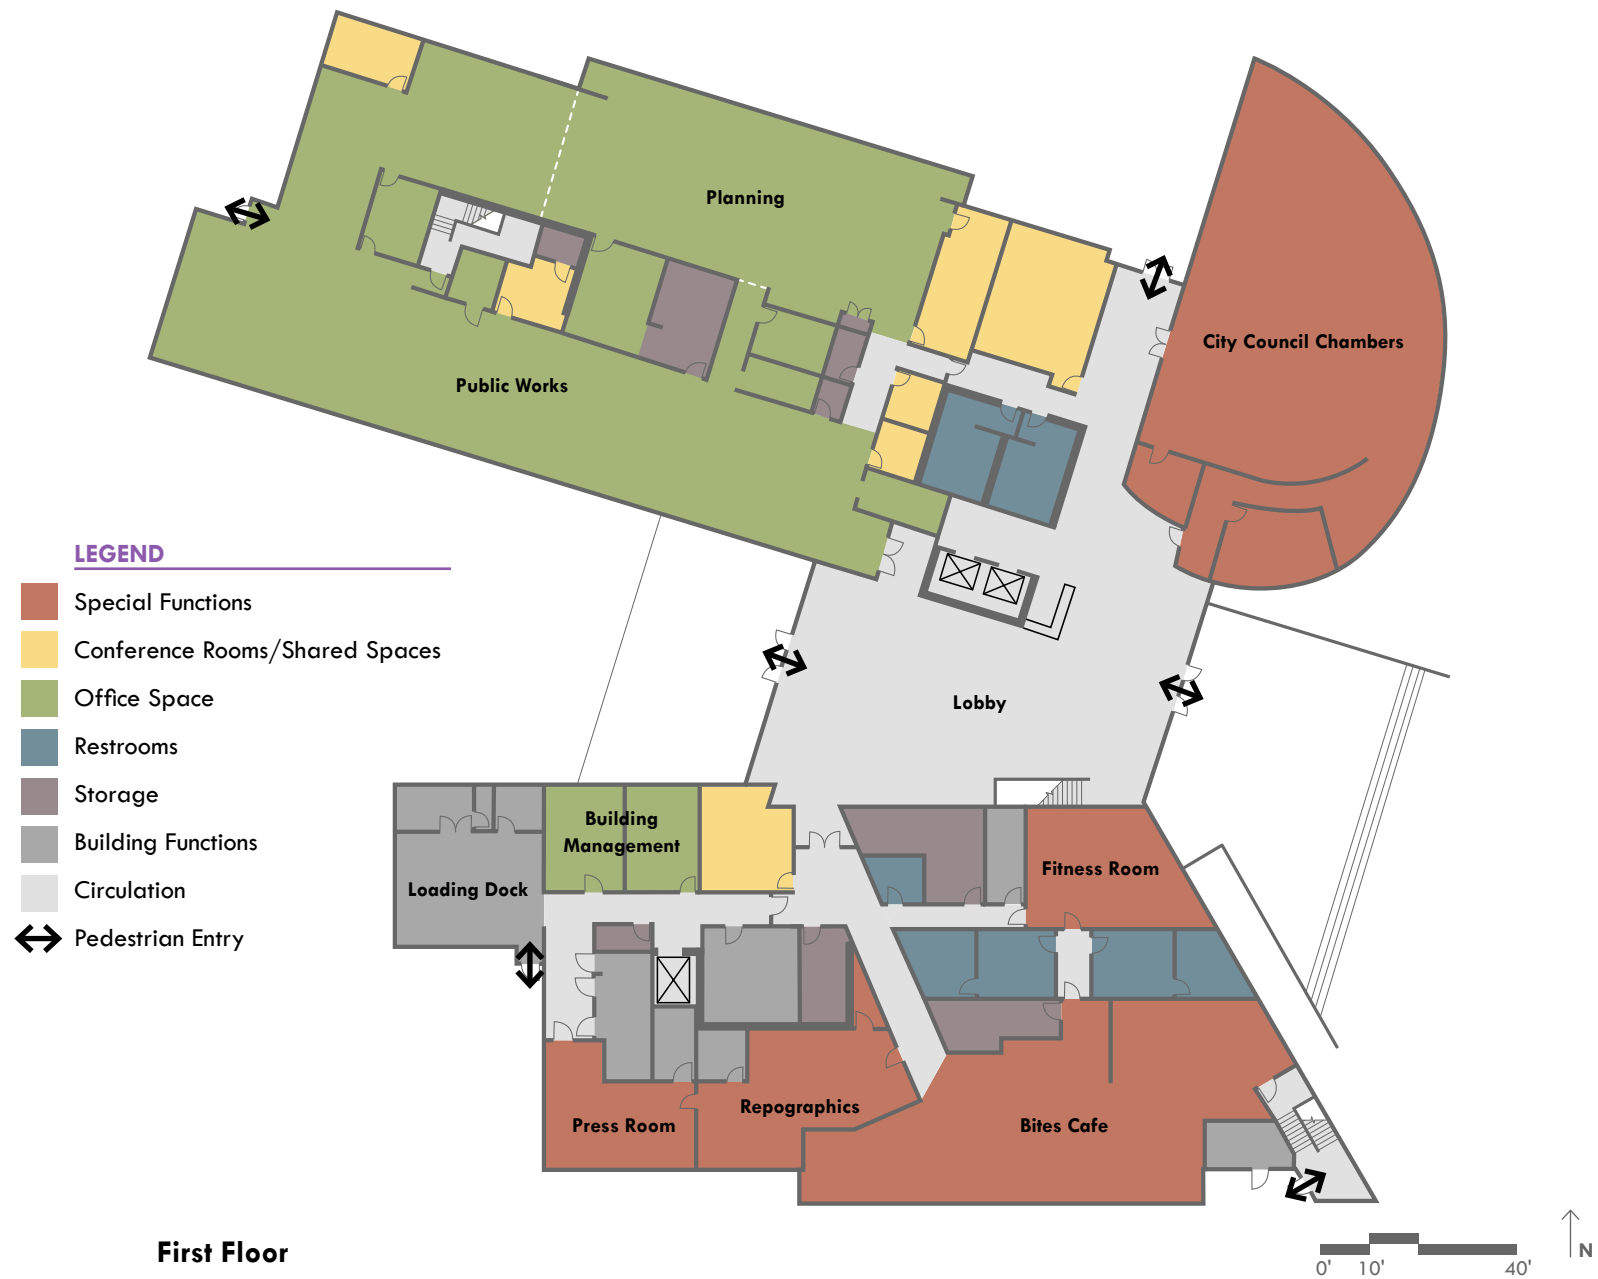 Planning
City Council Chambers
Public Works
LEGEND
Special Functions
Conference Rooms/Shared Spaces
Office Space
Restrooms
Storage
Building Functions
Circulation
Pedestrian Entry
Lobby
Building
Management
Loading Dock
Fitness Room
Repographics
Press Room
Bites Cafe
First Floor
N
0' 10' 40'